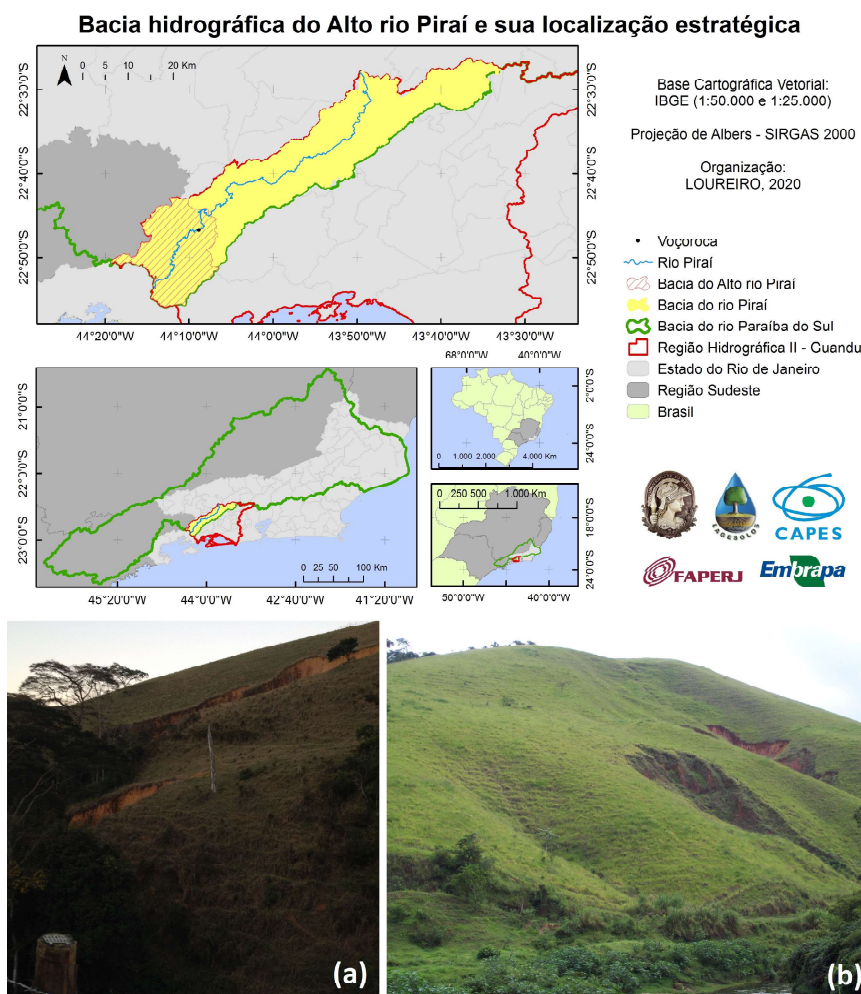 Bacia hidrográfica do Alto rio Piraí e sua localização estratégica
N
0 5 10 20 Km
22°33'0"S
22°40'0"S
22°50'0"S
44°20'0"W
44°10'0"W
44°0'0"W
43°50'0"W
43°40'0"W
43°30'0"W
Base Cartográfica Vetorial:
IBGE (1:50.000 e 1:25.000)
Projeção de Albers - SIRGAS 2000
Organização:
LOUREIRO, 2020
Voçoroca
Rio Piraí
Bacia do Alto rio Piraí
Bacia do rio Piraí
Bacia do rio Paraíba do Sul
Região Hidrográfica II - Guandu
Estado do Rio de Janeiro
Região Sudeste
Brasil
21°0'0"S
22°0'0"S
23°0'0"S
0 25 50 100 Km
45°20'0"W
44°0'0"W
42°40'0"W
41°20'0"W
68°0'0"W
40°0'0"W
2°0'0"S
24°0'0"S
0 1.000 2.000 4.000 Km
0 250 500 1.000 Km
18°0'0"S
24°0'0"S
50°0'0"W
40°0'0"W
LAGESOLOS
CAPES
FAPERJ
Embrapa
(a)
(b)